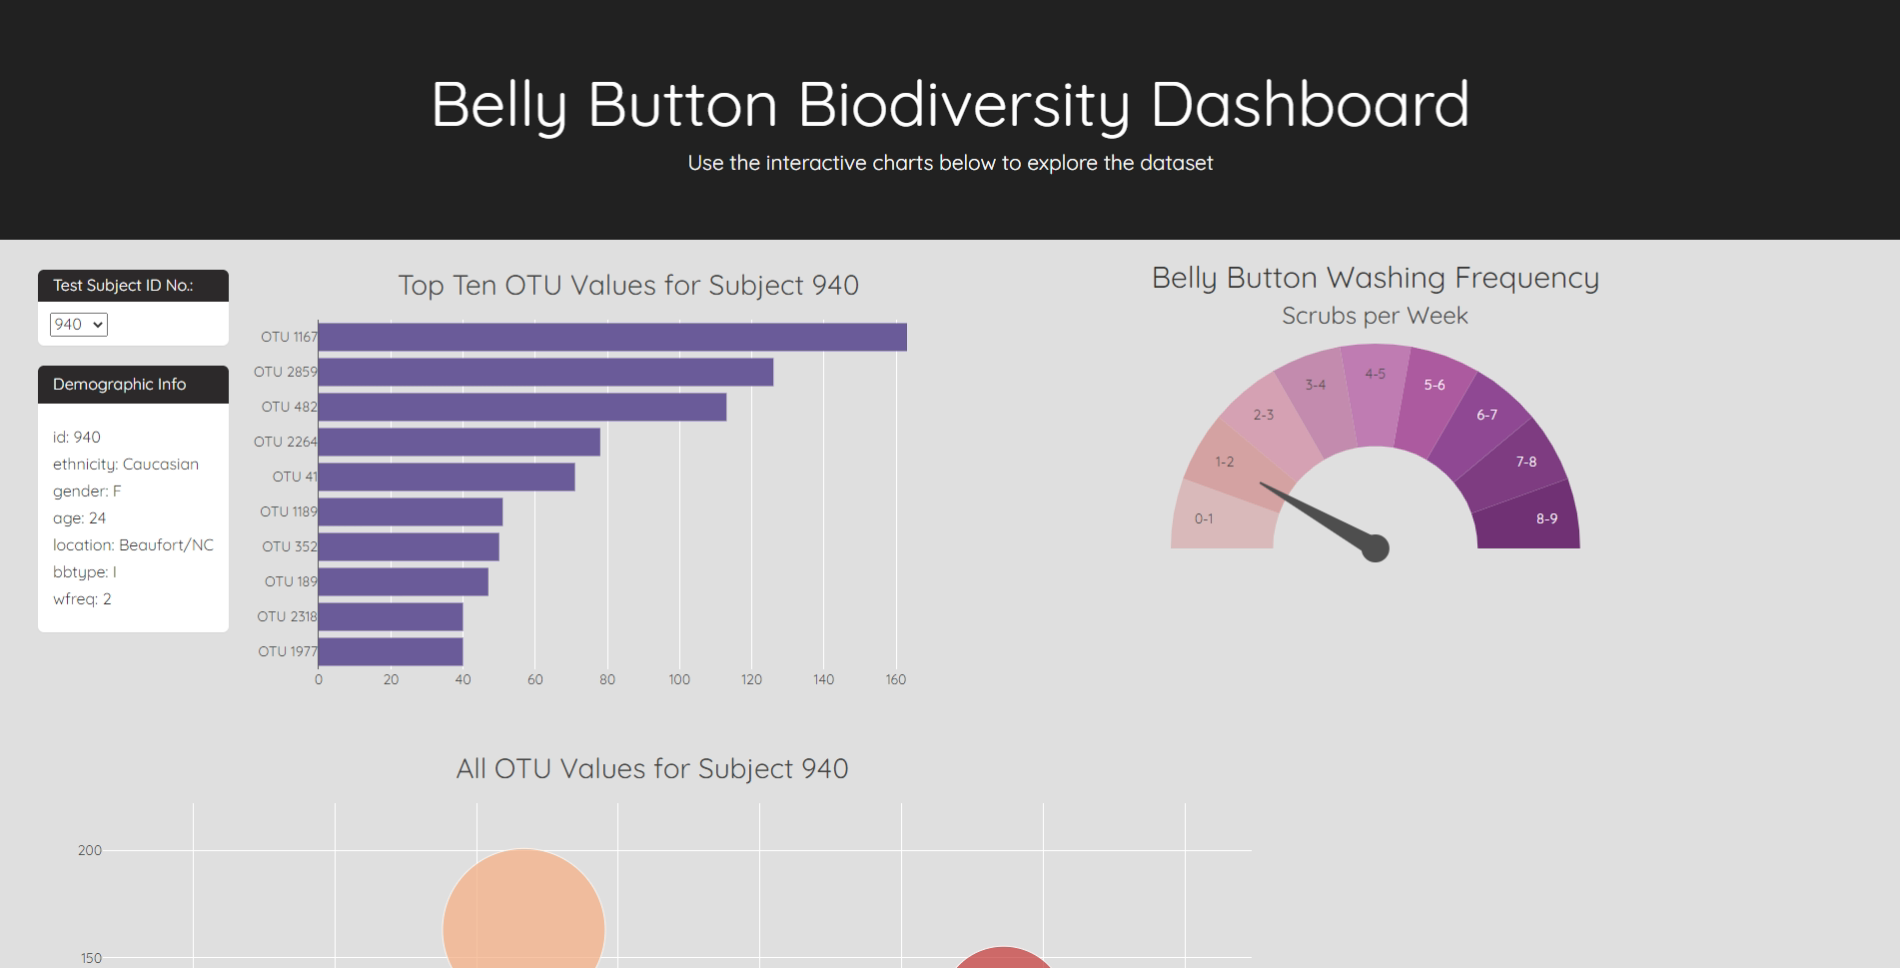 Belly Button Biodiversity Dashboard
Use the interactive charts below to explore the dataset
Test Subject ID No.:
940
Demographic Info
id: 940
ethnicity: Caucasian
gender: F
age: 24
location: Beaufort/NC
bbtype: I
wfreq: 2
Top Ten OTU Values for Subject 940
OTU 1167
OTU 2859
OTU 482
OTU 2264
OTU 41
OTU 1189
OTU 352
OTU 189
OTU 2318
OTU 1977
0 20 40 60 80 100 120 140 160
Belly Button Washing Frequency
Scrubs per Week
0-1
1-2
2-3
3-4
4-5
5-6
6-7
7-8
8-9
All OTU Values for Subject 940
200
150